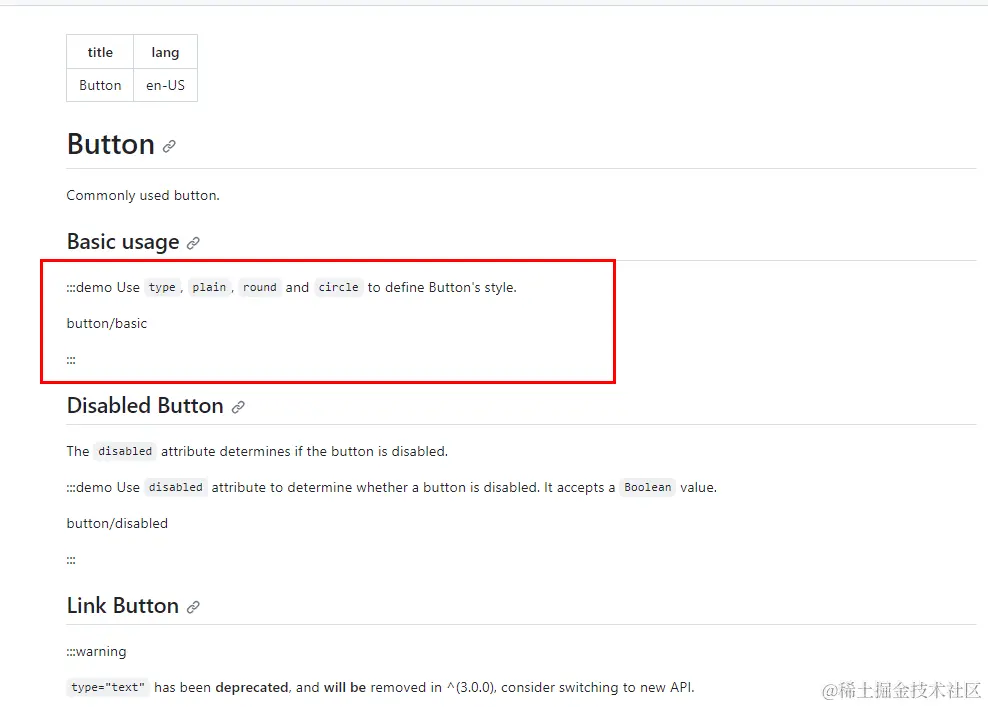 title lang
Button en-US
Button
Commonly used button.
Basic usage
:::demo Use type, plain, round and circle to define Button's style.
button/basic
:::
Disabled Button
The disabled attribute determines if the button is disabled.
:::demo Use disabled attribute to determine whether a button is disabled. It accepts a Boolean value.
button/disabled
:::
Link Button
:::warning
type="text" has been deprecated, and will be removed in ^(3.0.0), consider switching to new API.
@稀土掘金技术社区